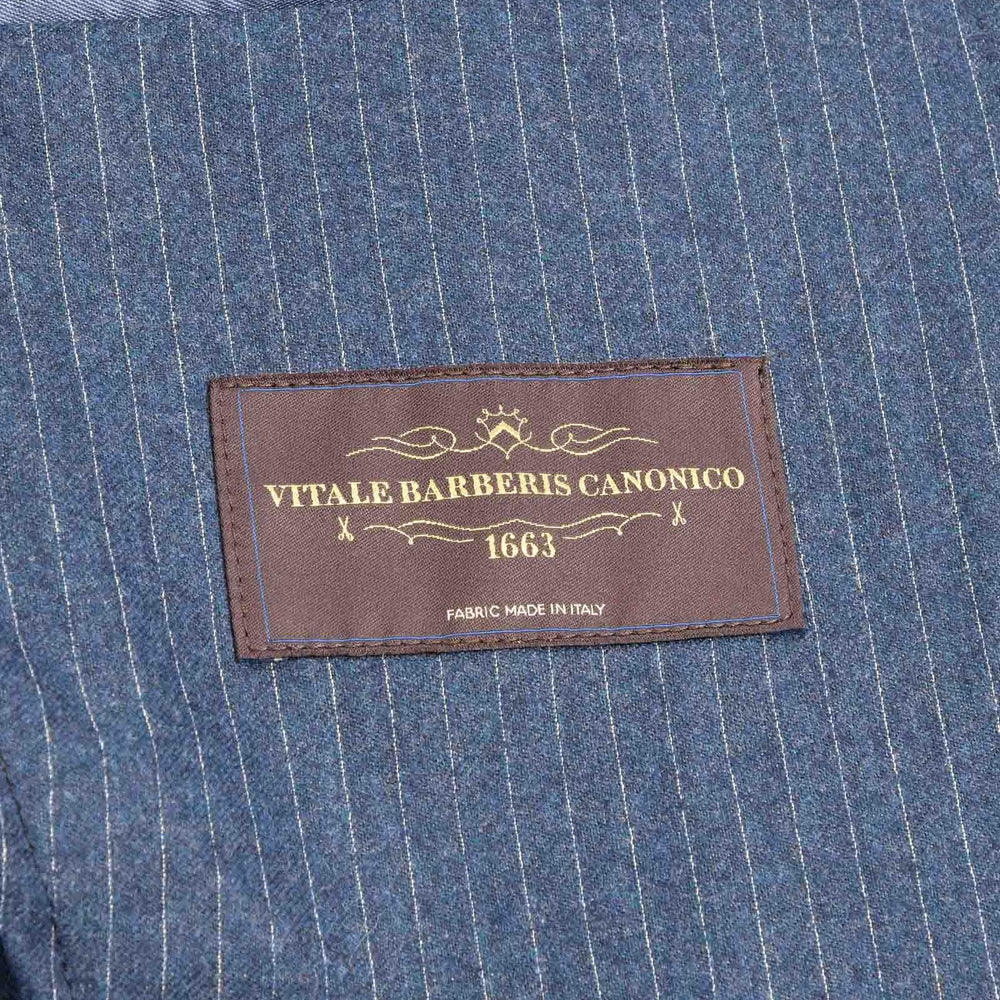 VITALE BARBERIS CANONICO
1663
FABRIC MADE IN ITALY